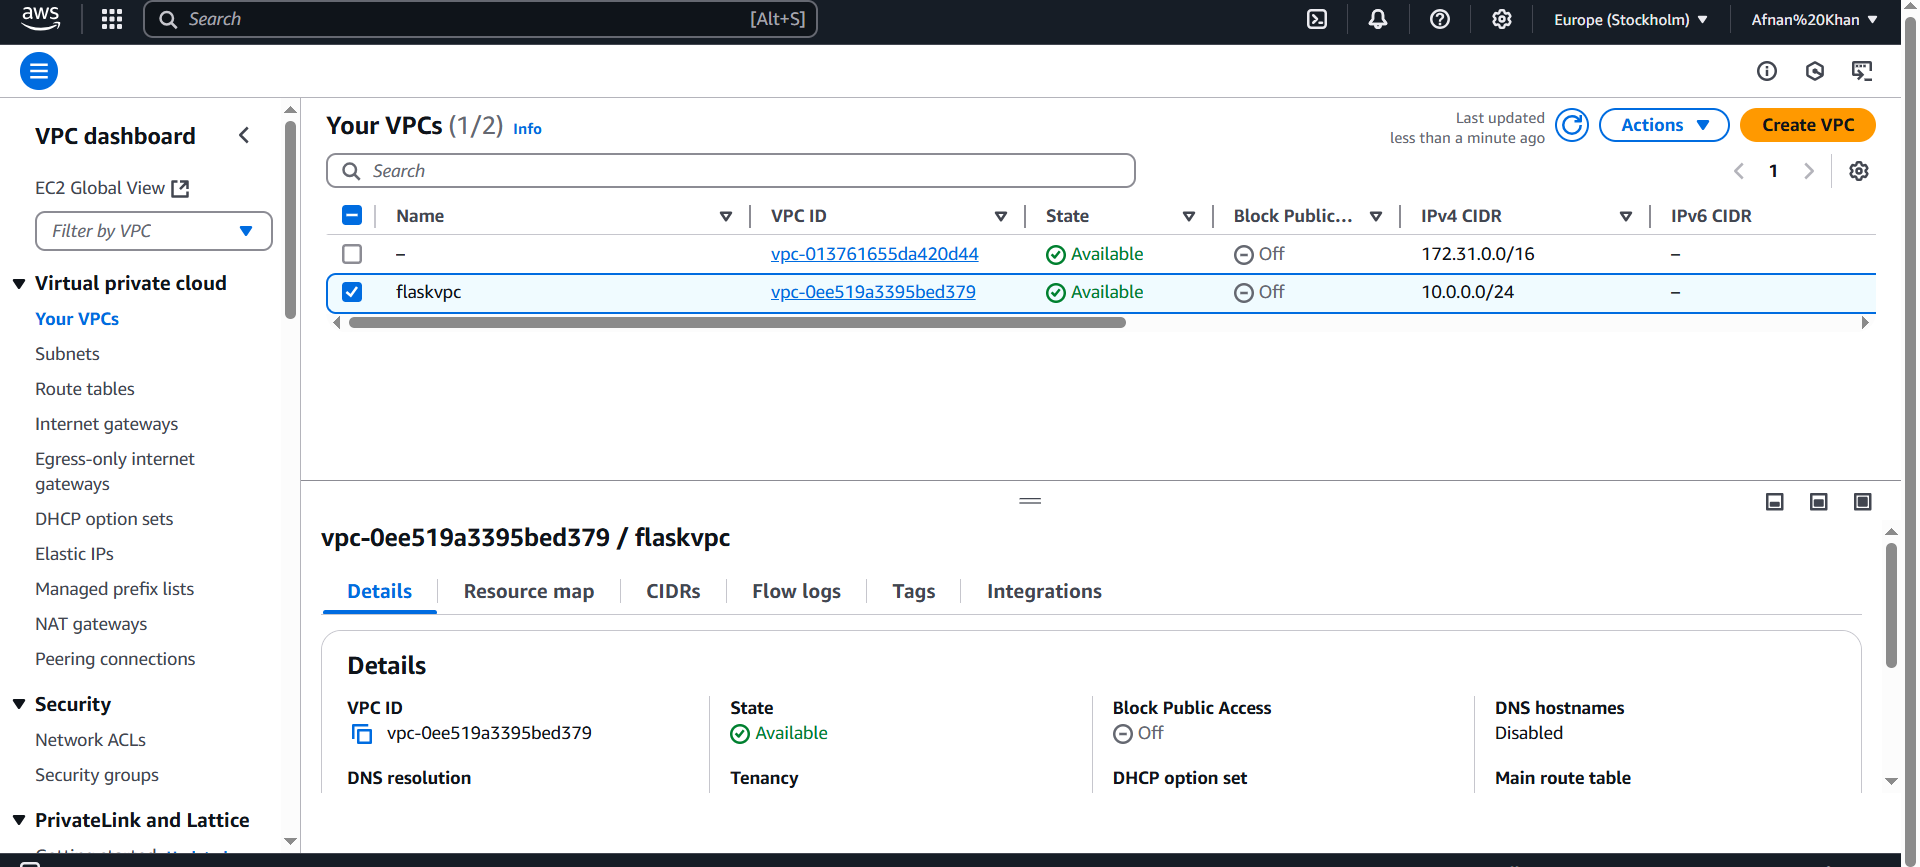 aws
Search [Alt+S]
Europe (Stockholm)
Afnan%20Khan
VPC dashboard
EC2 Global View
Filter by VPC
Virtual private cloud
Your VPCs
Subnets
Route tables
Internet gateways
Egress-only internet
gateways
DHCP option sets
Elastic IPs
Managed prefix lists
NAT gateways
Peering connections
Security
Network ACLs
Security groups
PrivateLink and Lattice
Your VPCs (1/2) Info
Last updated
less than a minute ago
Actions
Create VPC
Search
1
Name VPC ID State Block Public... IPv4 CIDR IPv6 CIDR
– vpc-013761655da420d44 Available Off 172.31.0.0/16 –
flaskvpc vpc-0ee519a3395bed379 Available Off 10.0.0.0/24 –
vpc-0ee519a3395bed379 / flaskvpc
Details Resource map CIDRs Flow logs Tags Integrations
Details
VPC ID
vpc-0ee519a3395bed379
State
Available
Block Public Access
Off
DNS hostnames
Disabled
DNS resolution
Tenancy
DHCP option set
Main route table